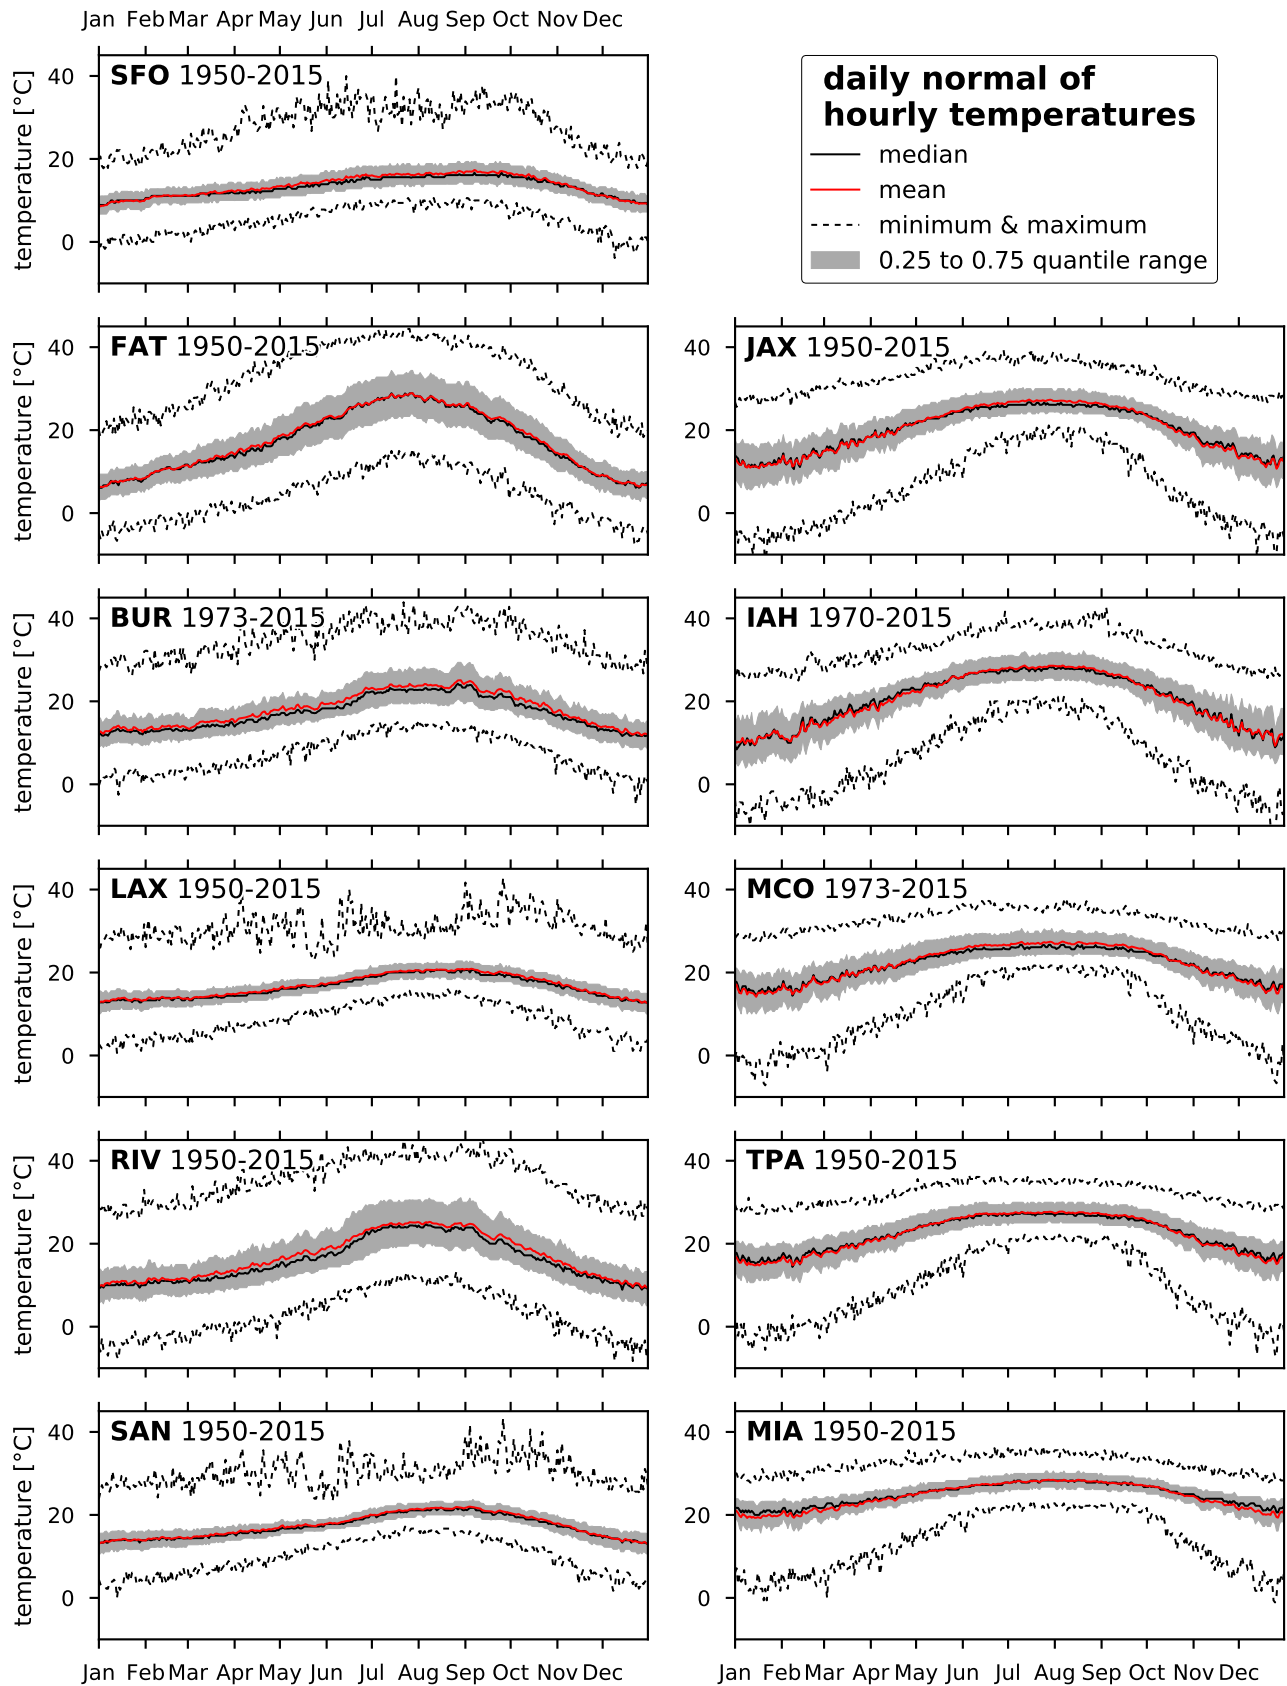 Jan Feb Mar Apr May Jun Jul Aug Sep Oct Nov Dec
temperature [°C]
40
20
0
SFO 1950-2015
daily normal of
hourly temperatures
median
mean
minimum & maximum
0.25 to 0.75 quantile range
temperature [°C]
40
20
0
FAT 1950-2015
40
20
0
JAX 1950-2015
temperature [°C]
40
20
0
BUR 1973-2015
40
20
0
IAH 1970-2015
temperature [°C]
40
20
0
LAX 1950-2015
40
20
0
MCO 1973-2015
temperature [°C]
40
20
0
RIV 1950-2015
40
20
0
TPA 1950-2015
temperature [°C]
40
20
0
SAN 1950-2015
40
20
0
MIA 1950-2015
Jan Feb Mar Apr May Jun Jul Aug Sep Oct Nov Dec
Jan Feb Mar Apr May Jun Jul Aug Sep Oct Nov Dec